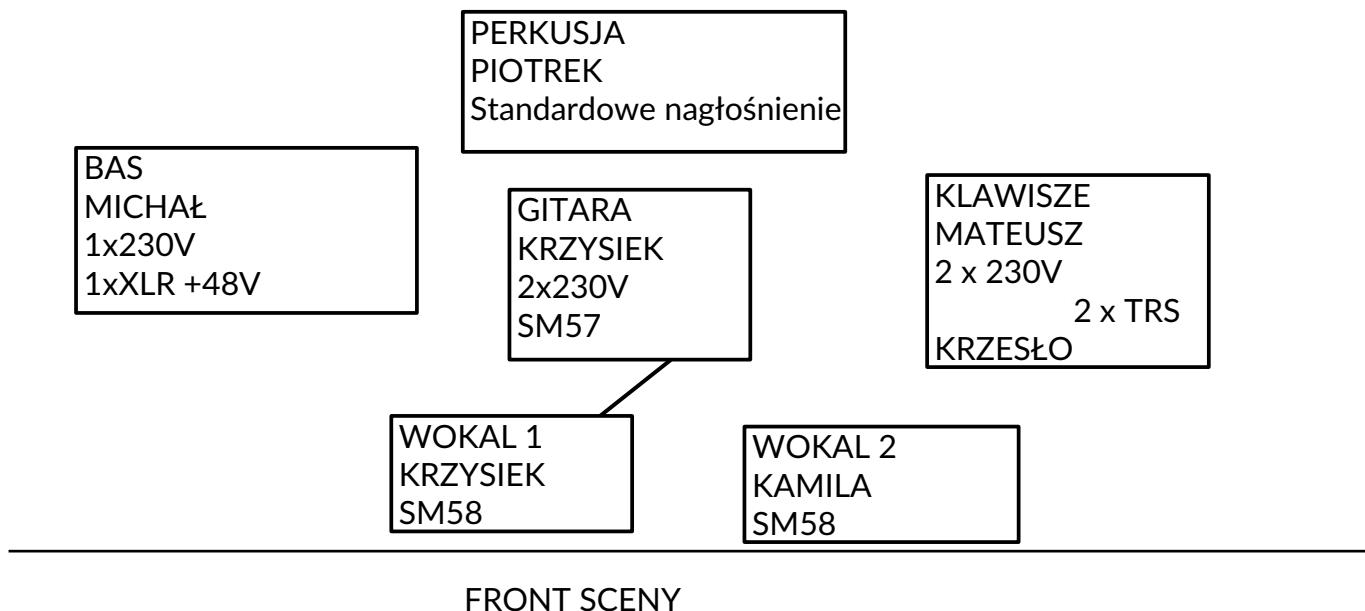 PERKUSJA
PIOTREK
Standardowe nagłośnienie
BAS
MICHAŁ
1x230V
1xXLR +48V
GITARA
KRZYSIEK
2x230V
SM57
KLAWISZE
MATEUSZ
2 x 230V
2 x TRS
KRZESŁO
WOKAL 1
KRZYSIEK
SM58
WOKAL 2
KAMILA
SM58
FRONT SCENY